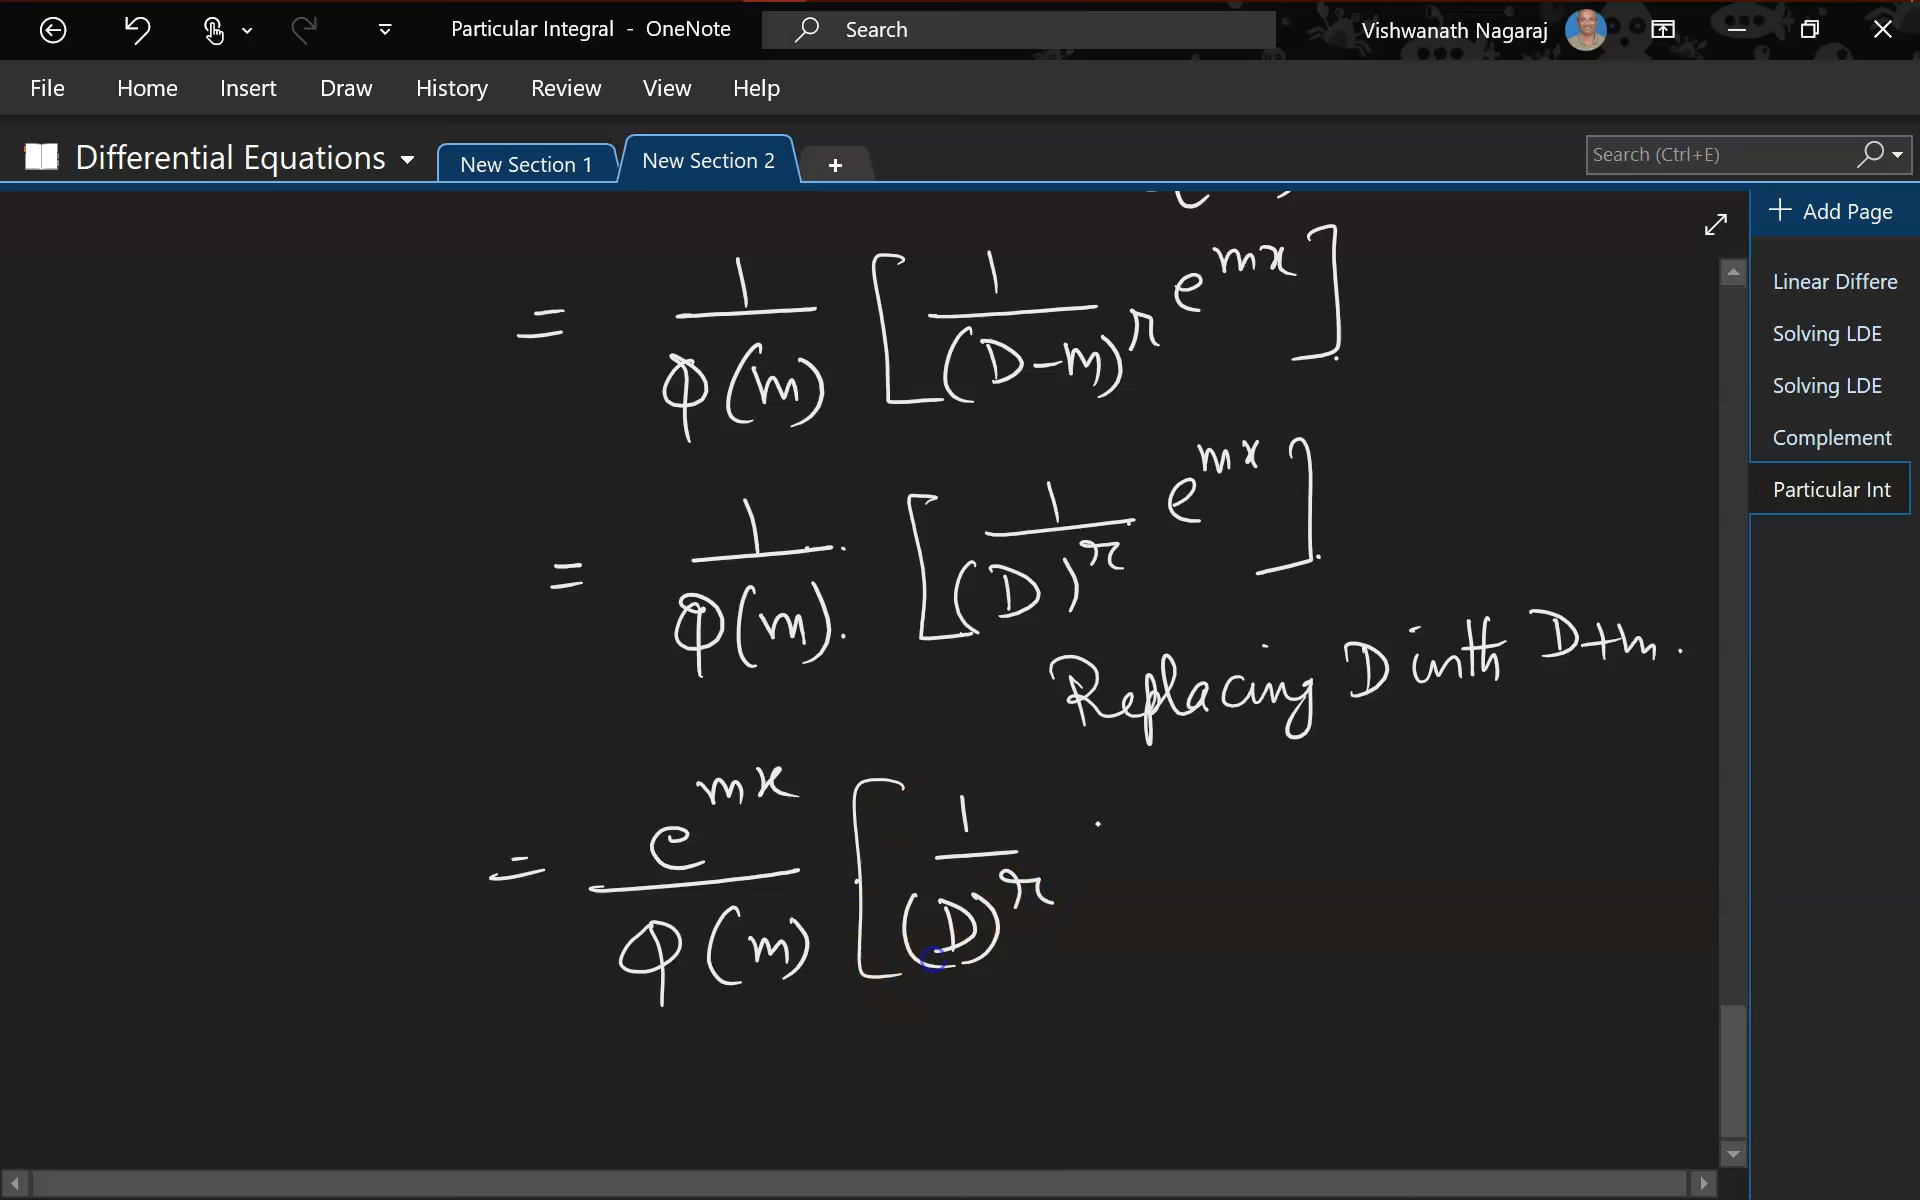 Particular Integral - OneNote
Search
Vishwanath Nagaraj
File Home Insert Draw History Review View Help
Differential Equations
New Section 1
New Section 2
+
Search (Ctrl+E)
+ Add Page
Linear Differe
Solving LDE
Solving LDE
Complement
Particular Int
= 1/φ(m) [ 1/(D-m)^r e^mx ]
= 1/φ(m). [ 1/(D)^r e^mx ]
Replacing D with D+m.
= e^mx/φ(m) [ 1/(D)^r .